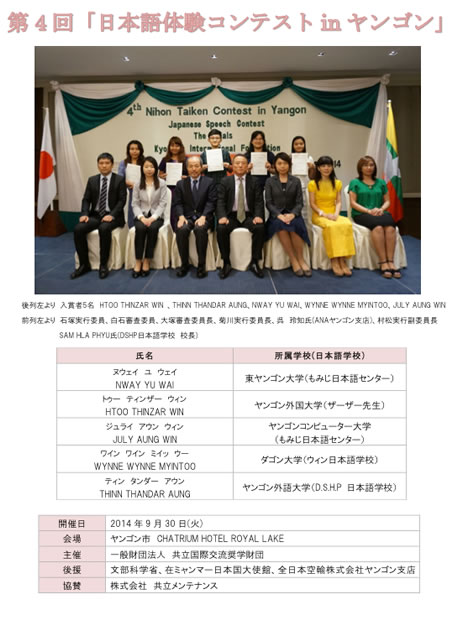 第4回「日本語体験コンテスト in ヤンゴン」
4th Nihon Taiken Contest in Yangon
Japanese Speech Contest
The
Foundation
後列左より 入賞者5名 HTOO THINZAR WIN 、THINN THANDAR AUNG、NWAY YU WAI、WYNNE WYNNE MYINTOO、JULY AUNG WIN
前列左より 石塚実行委員、白石審査委員、大塚審査委員長、菊川実行委員長、呉 玲知氏(ANAヤンゴン支店)、村松実行副委員長
SAM HLA PHYU氏(DSHP日本語学校 校長)
氏名 所属学校(日本語学校)
ヌウェイ ユ ウェイ
NWAY YU WAI
東ヤンゴン大学(もみじ日本語センター)
トゥー ティンザー ウィン
HTOO THINZAR WIN
ヤンゴン外国大学(ザーザー先生)
ジュライ アウン ウィン
JULY AUNG WIN
ヤンゴンコンピューター大学
(もみじ日本語センター)
ワイン ワイン ミイッ ウー
WYNNE WYNNE MYINTOO
ダゴン大学(ウィン日本語学校)
ティン タンダー アウン
THINN THANDAR AUNG
ヤンゴン外語大学(D.S.H.P 日本語学校)
開催日 2014年9月30日(火)
会場 ヤンゴン市 CHATRIUM HOTEL ROYAL LAKE
主催 一般財団法人 共立国際交流奨学財団
後援 文部科学省、在ミャンマー日本国大使館、全日本空輸株式会社ヤンゴン支店
協賛 株式会社 共立メンテナンス